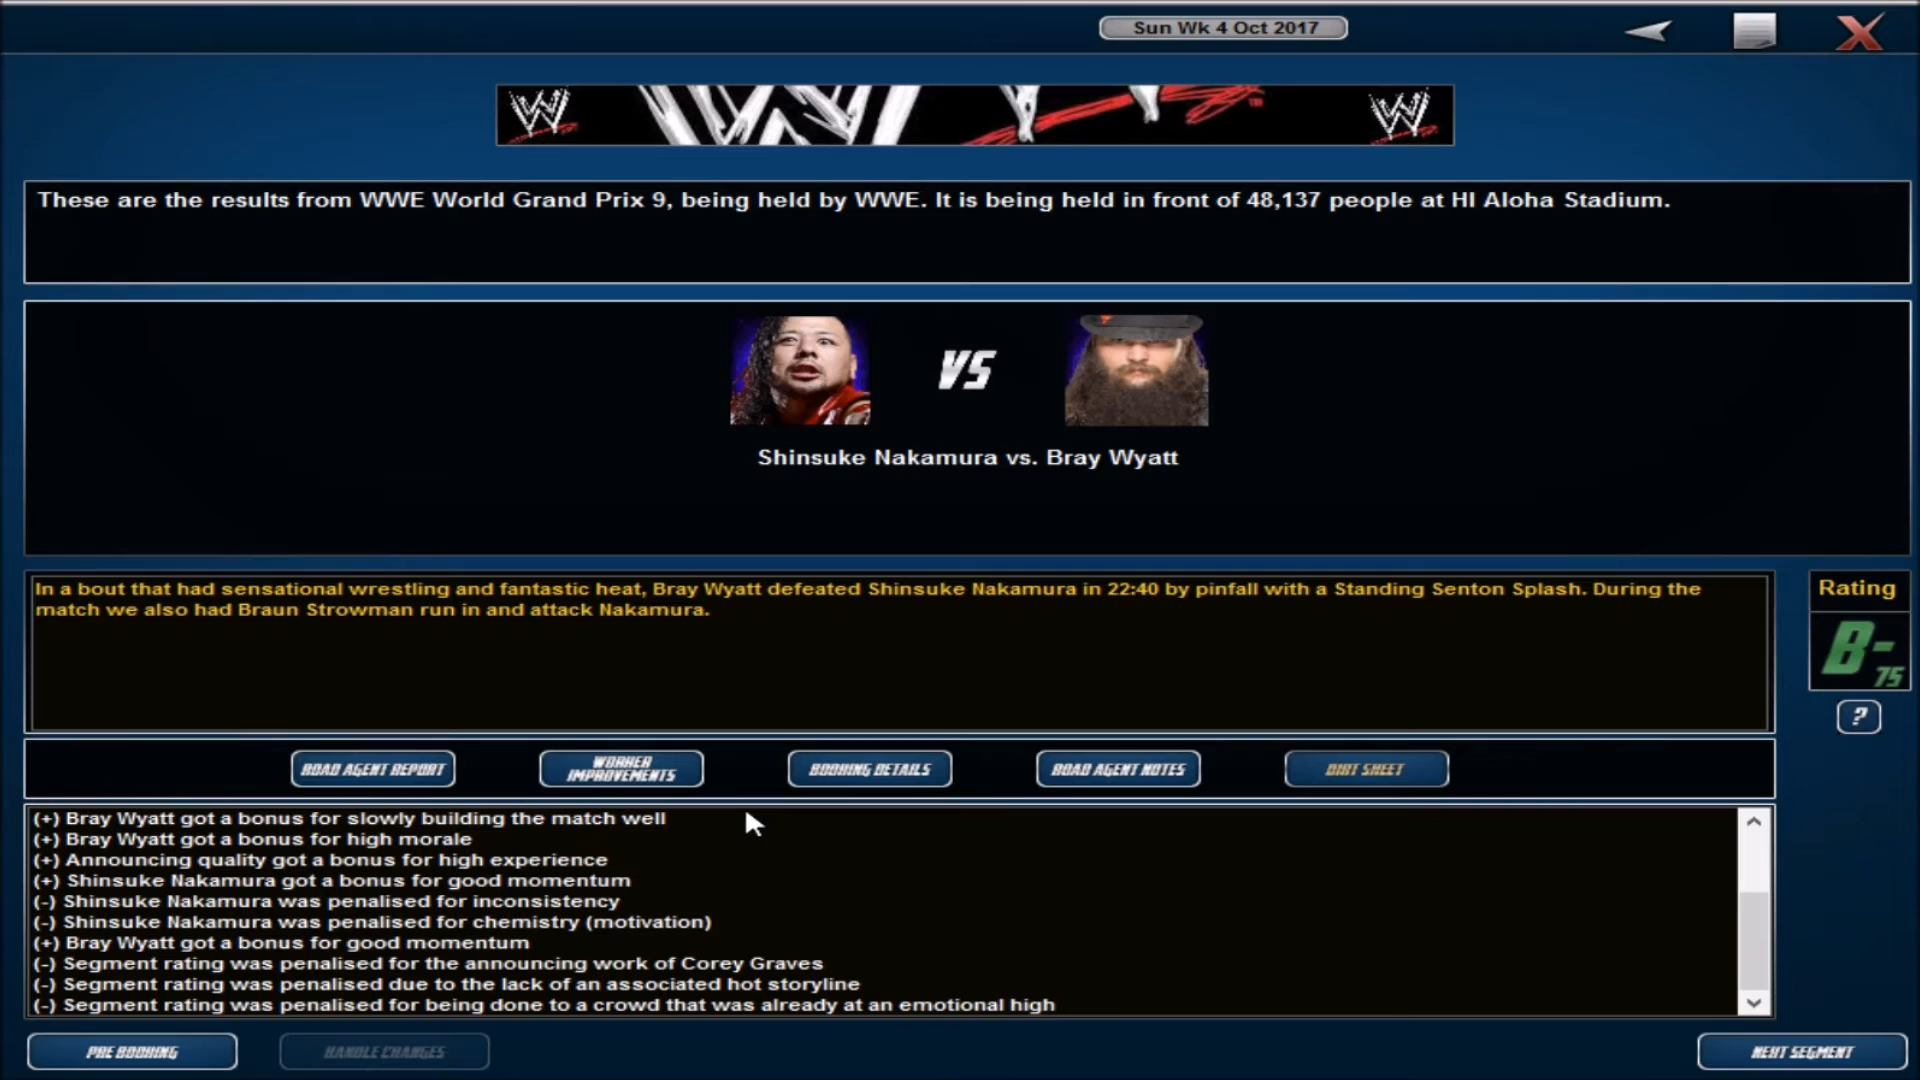 Sun Wk 4 Oct 2017
These are the results from WWE World Grand Prix 9, being held by WWE. It is being held in front of 48,137 people at HI Aloha Stadium.
VS
Shinsuke Nakamura vs. Bray Wyatt
In a bout that had sensational wrestling and fantastic heat, Bray Wyatt defeated Shinsuke Nakamura in 22:40 by pinfall with a Standing Senton Splash. During the
match we also had Braun Strowman run in and attack Nakamura.
Rating
B-
75
?
ROAD AGENT REPORT
WORKER
IMPROVEMENTS
BOOKING DETAILS
ROAD AGENT NOTES
DIRT SHEET
(+) Bray Wyatt got a bonus for slowly building the match well
(+) Bray Wyatt got a bonus for high morale
(+) Announcing quality got a bonus for high experience
(+) Shinsuke Nakamura got a bonus for good momentum
(-) Shinsuke Nakamura was penalised for inconsistency
(-) Shinsuke Nakamura was penalised for chemistry (motivation)
(+) Bray Wyatt got a bonus for good momentum
(-) Segment rating was penalised for the announcing work of Corey Graves
(-) Segment rating was penalised due to the lack of an associated hot storyline
(-) Segment rating was penalised for being done to a crowd that was already at an emotional high
PRE BOOKING
HANDLE CHANGES
NEXT SEGMENT